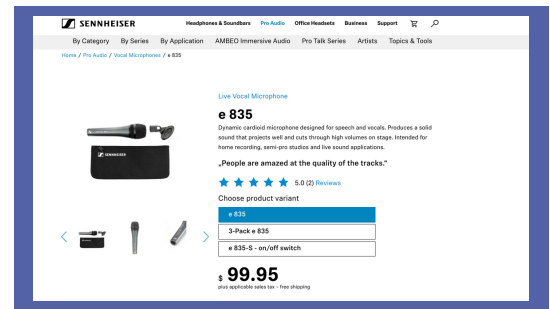 SENNHEISER
Headphones & Soundbars Pro Audio Office Headsets Business Support
By Category By Series By Application AMBEO Immersive Audio Pro Talk Series Artists Topics & Tools
Home / Pro Audio / Vocal Microphones / e 835
Live Vocal Microphone
e 835
Dynamic cardioid microphone designed for speech and vocals. Produces a solid
sound that projects well and cuts through high volumes on stage. Intended for
home recording, semi-pro studios and live sound applications.
„People are amazed at the quality of the tracks.“
5.0 (2) Reviews
SENNHEISER
Choose product variant
e 835
3-Pack e 835
e 835-S - on/off switch
$ 99.95
plus applicable sales tax – free shipping